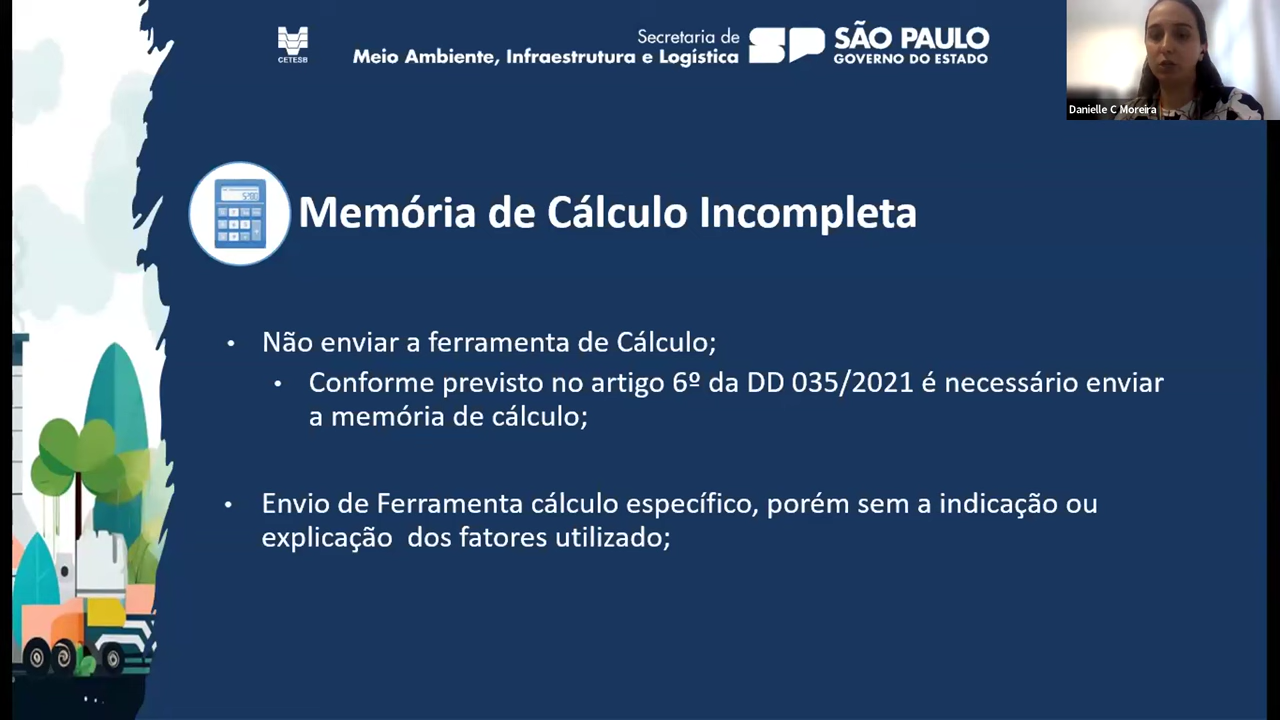 CETESB
Secretaria de
Meio Ambiente, Infraestrutura e Logística
SP
SÃO PAULO
GOVERNO DO ESTADO
Danielle C Moreira
Memória de Cálculo Incompleta
• Não enviar a ferramenta de Cálculo;
• Conforme previsto no artigo 6º da DD 035/2021 é necessário enviar
a memória de cálculo;
• Envio de Ferramenta cálculo específico, porém sem a indicação ou
explicação  dos fatores utilizado;